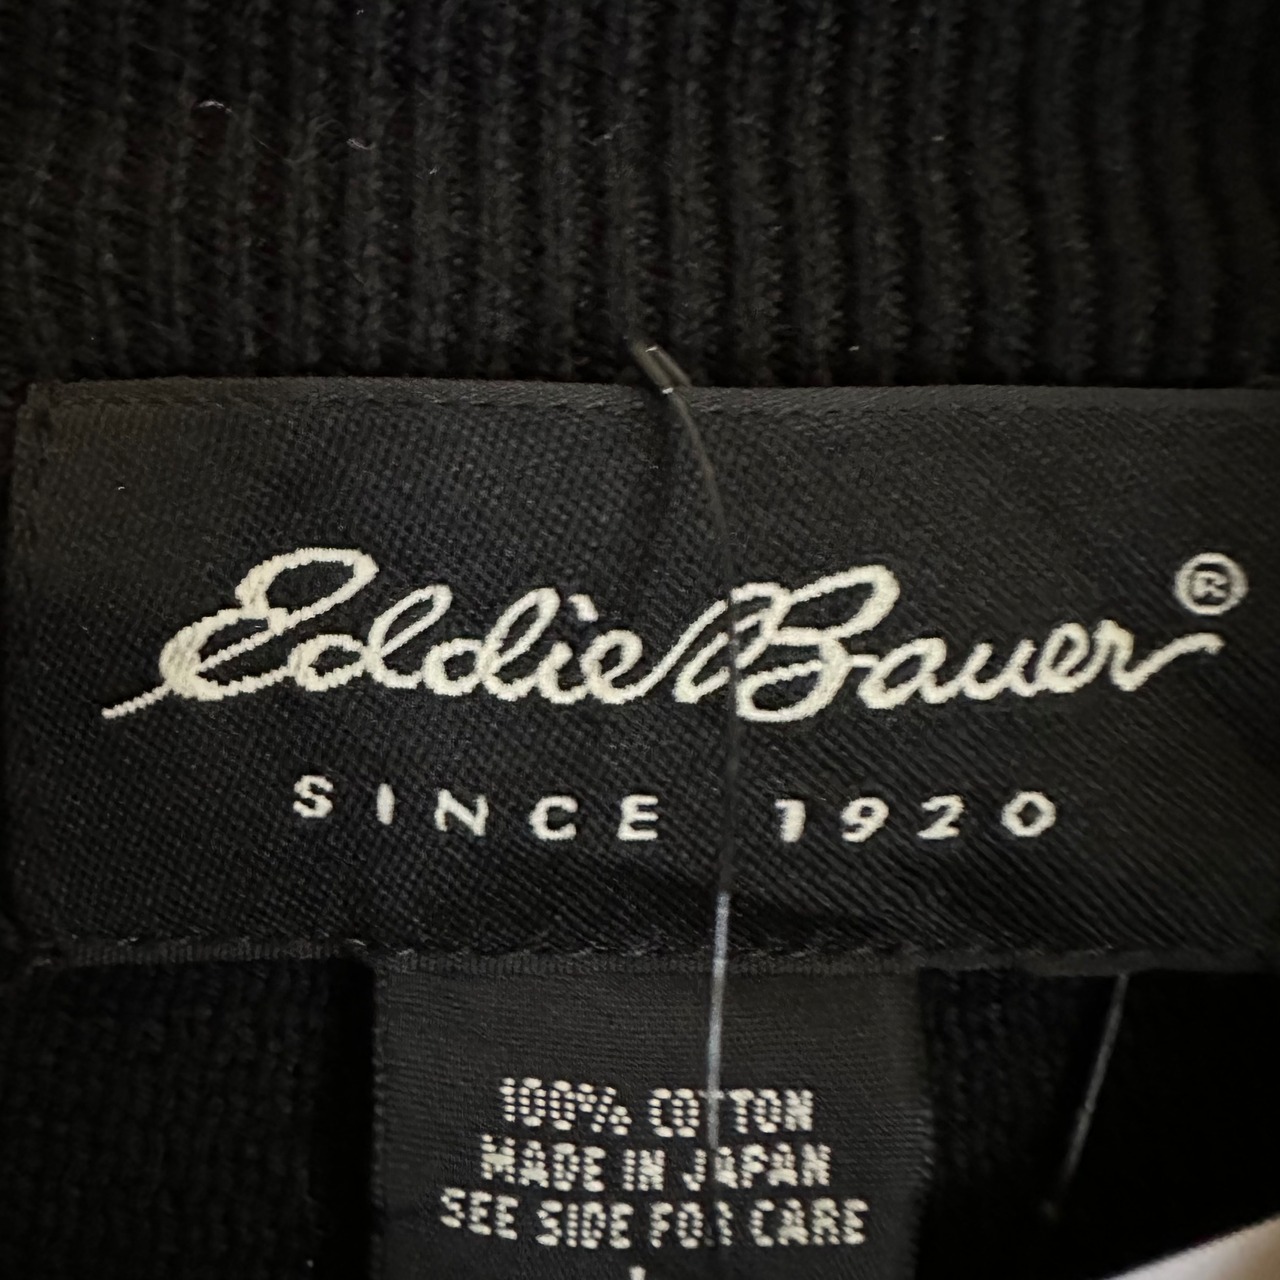 Eddie Bauer®
SINCE 1920
100% COTTON
MADE IN JAPAN
SEE SIDE FOR CARE